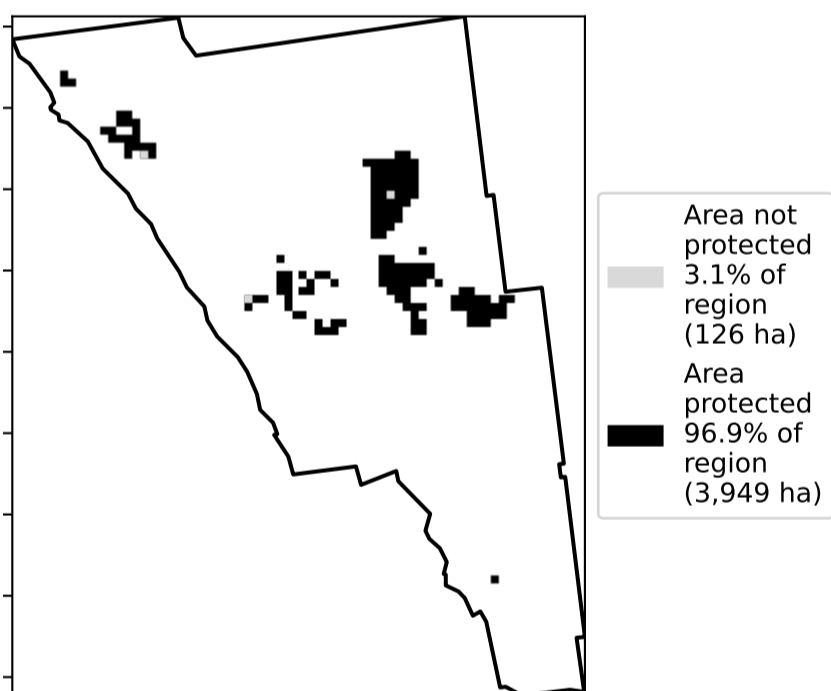 Area not
protected
3.1% of
region
(126 ha)
Area
protected
96.9% of
region
(3,949 ha)